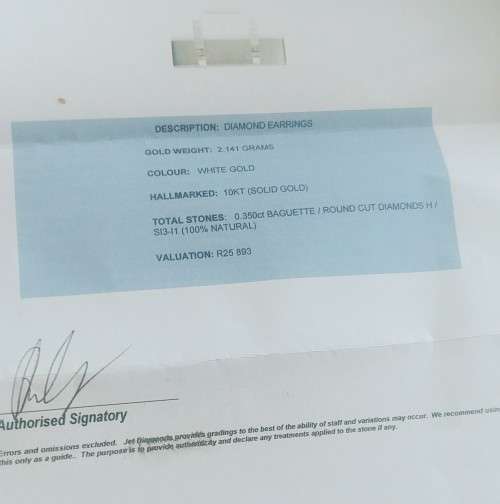 DESCRIPTION: DIAMOND EARRINGS
GOLD WEIGHT: 2.141 GRAMS
COLOUR: WHITE GOLD
HALLMARKED: 10KT (SOLID GOLD)
TOTAL STONES: 0.350ct BAGUETTE / ROUND CUT DIAMONDS H /
SI3-I1 (100% NATURAL)
VALUATION: R25 893
Authorised Signatory
Errors and omissions excluded. Jet Diamonds provides gradings to the best of the ability of staff and variations may occur. We recommend using
this only as a guide.. The purpose is to provide authenticity and declare any treatments applied to the stone if any.